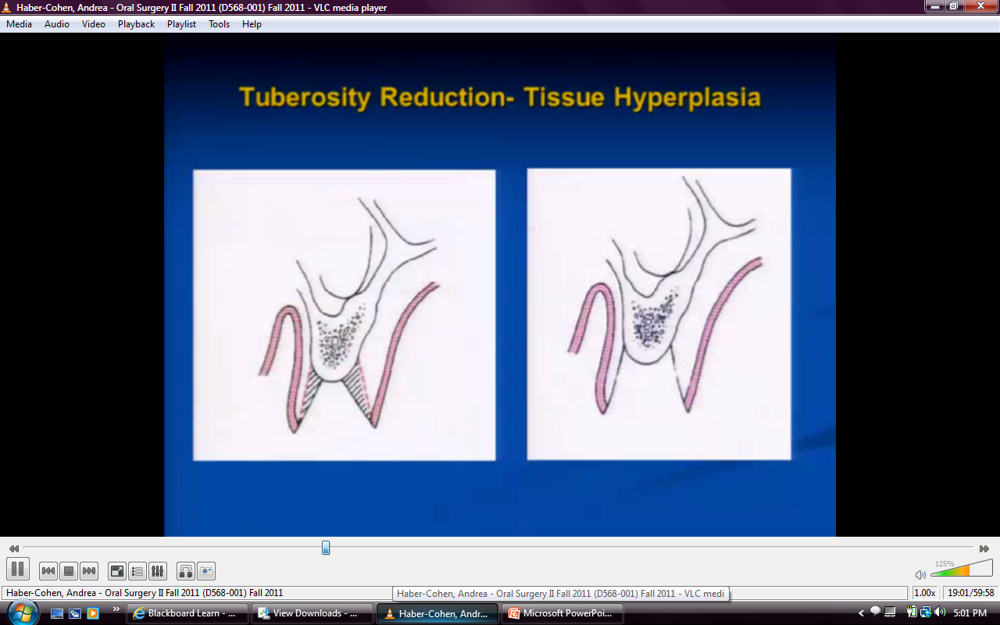 Haber-Cohen, Andrea - Oral Surgery II Fall 2011 (D568-001) Fall 2011 - VLC media player
Media Audio Video Playback Playlist Tools Help
Tuberosity Reduction- Tissue Hyperplasia
125%
Haber-Cohen, Andrea - Oral Surgery II Fall 2011 (D568-001) Fall 2011
Haber-Cohen, Andrea - Oral Surgery II Fall 2011 (D568-001) Fall 2011 - VLC medi
1.00x
19:01/59:58
» Blackboard Learn - ... View Downloads - ... Haber-Cohen, Andr... Microsoft PowerPoi... 5:01 PM